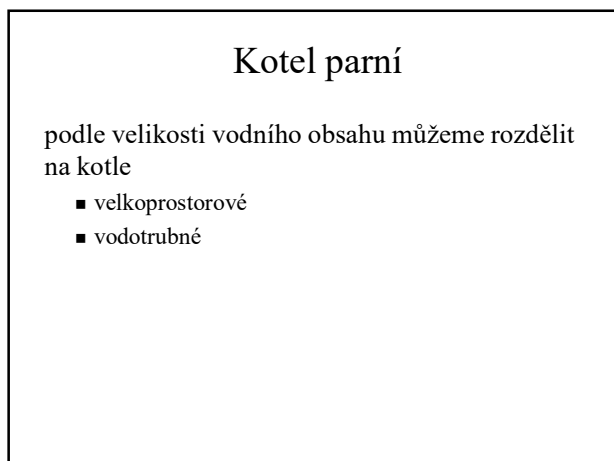 Kotel parní
podle velikosti vodního obsahu můžeme rozdělit
na kotle
■ velkoprostorové
■ vodotrubné